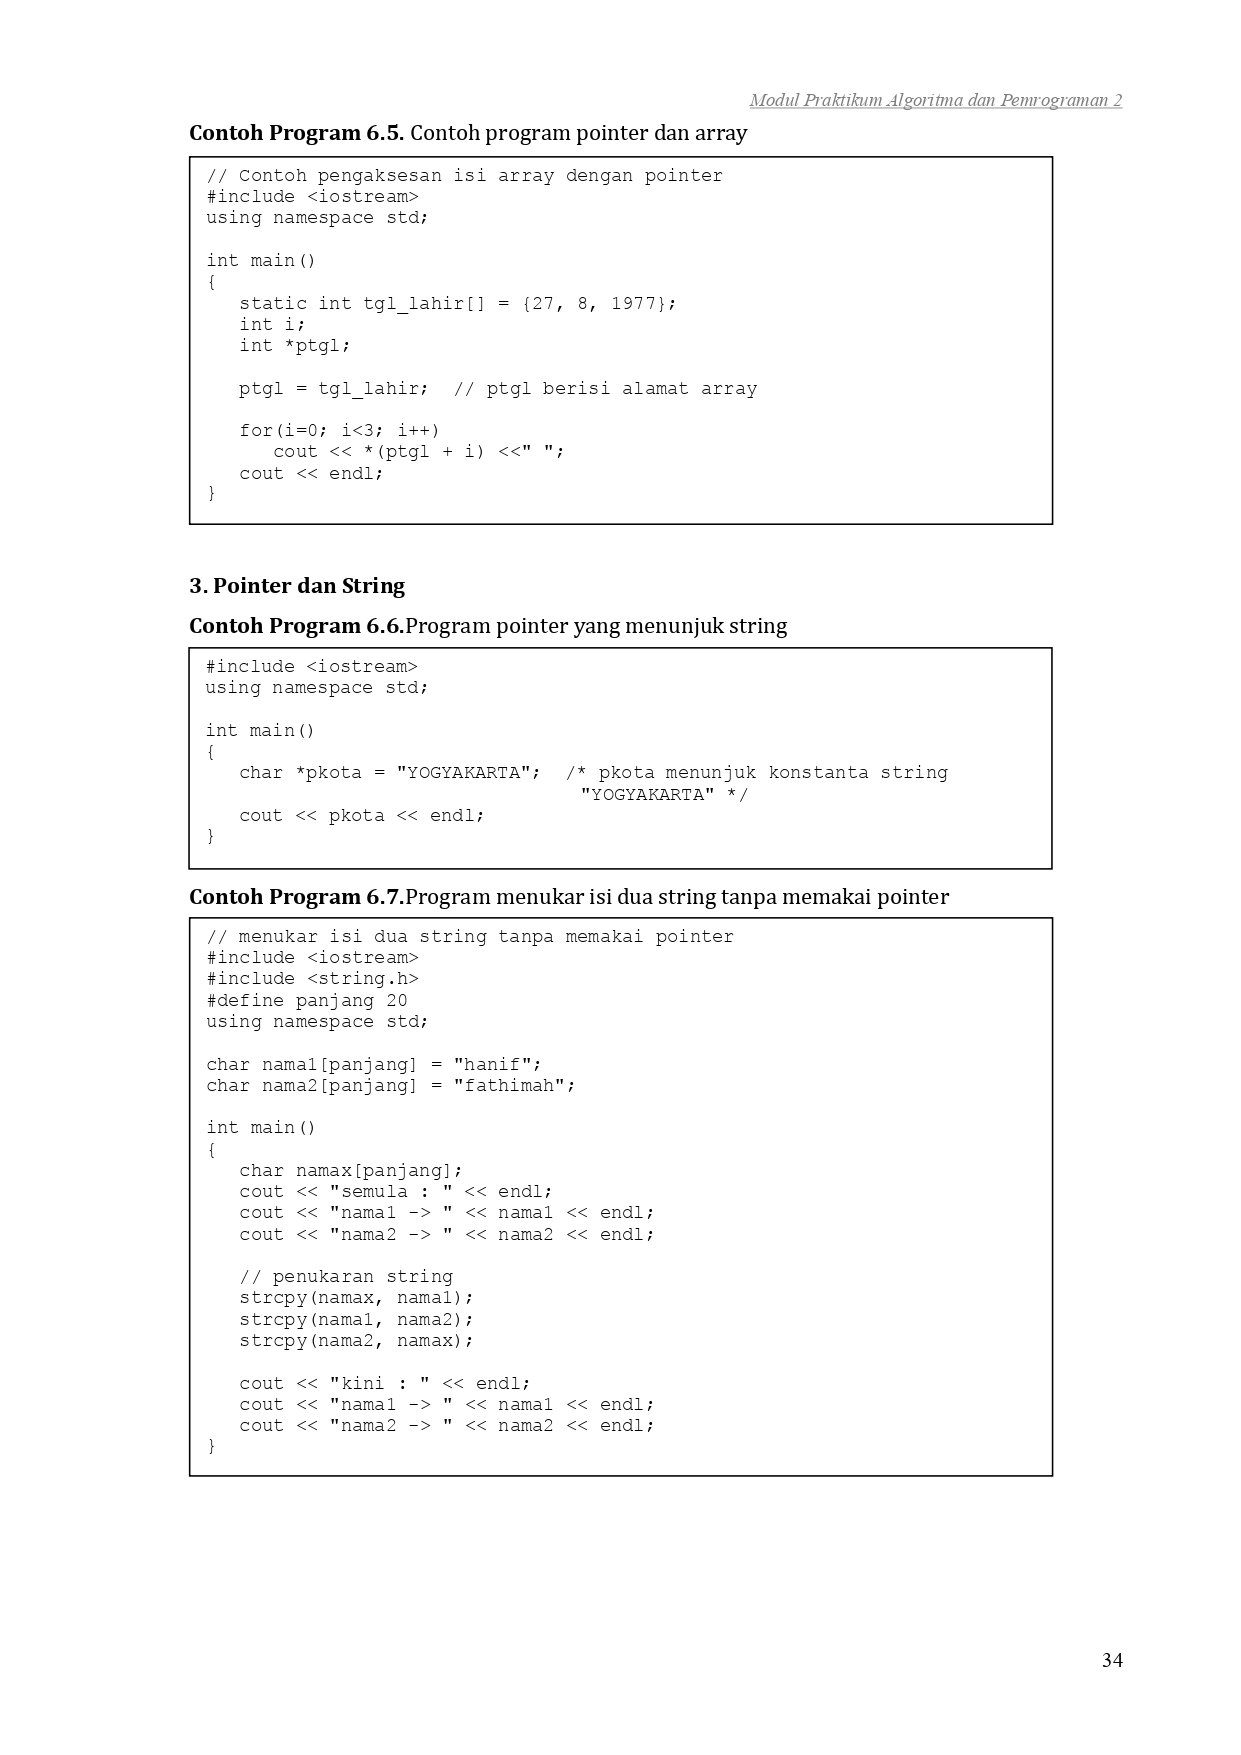 Modul Praktikum Algoritma dan Pemrograman 2
Contoh Program 6.5. Contoh program pointer dan array
// Contoh pengaksesan isi array dengan pointer
#include <iostream>
using namespace std;
int main()
{
static int tgl_lahir[] = {27, 8, 1977};
int i;
int *ptgl;
ptgl = tgl_lahir; // ptgl berisi alamat array
for(i=0; i<3; i++)
cout << *(ptgl + i) <<" ";
cout << endl;
}
3. Pointer dan String
Contoh Program 6.6.Program pointer yang menunjuk string
#include <iostream>
using namespace std;
int main()
{
char *pkota = "YOGYAKARTA"; /* pkota menunjuk konstanta string
"YOGYAKARTA" */
cout << pkota << endl;
}
Contoh Program 6.7.Program menukar isi dua string tanpa memakai pointer
// menukar isi dua string tanpa memakai pointer
#include <iostream>
#include <string.h>
#define panjang 20
using namespace std;
char nama1[panjang] = "hanif";
char nama2[panjang] = "fathimah";
int main()
{
char namax[panjang];
cout << "semula : " << endl;
cout << "nama1 -> " << nama1 << endl;
cout << "nama2 -> " << nama2 << endl;
// penukaran string
strcpy(namax, nama1);
strcpy(nama1, nama2);
strcpy(nama2, namax);
cout << "kini : " << endl;
cout << "nama1 -> " << nama1 << endl;
cout << "nama2 -> " << nama2 << endl;
}
34